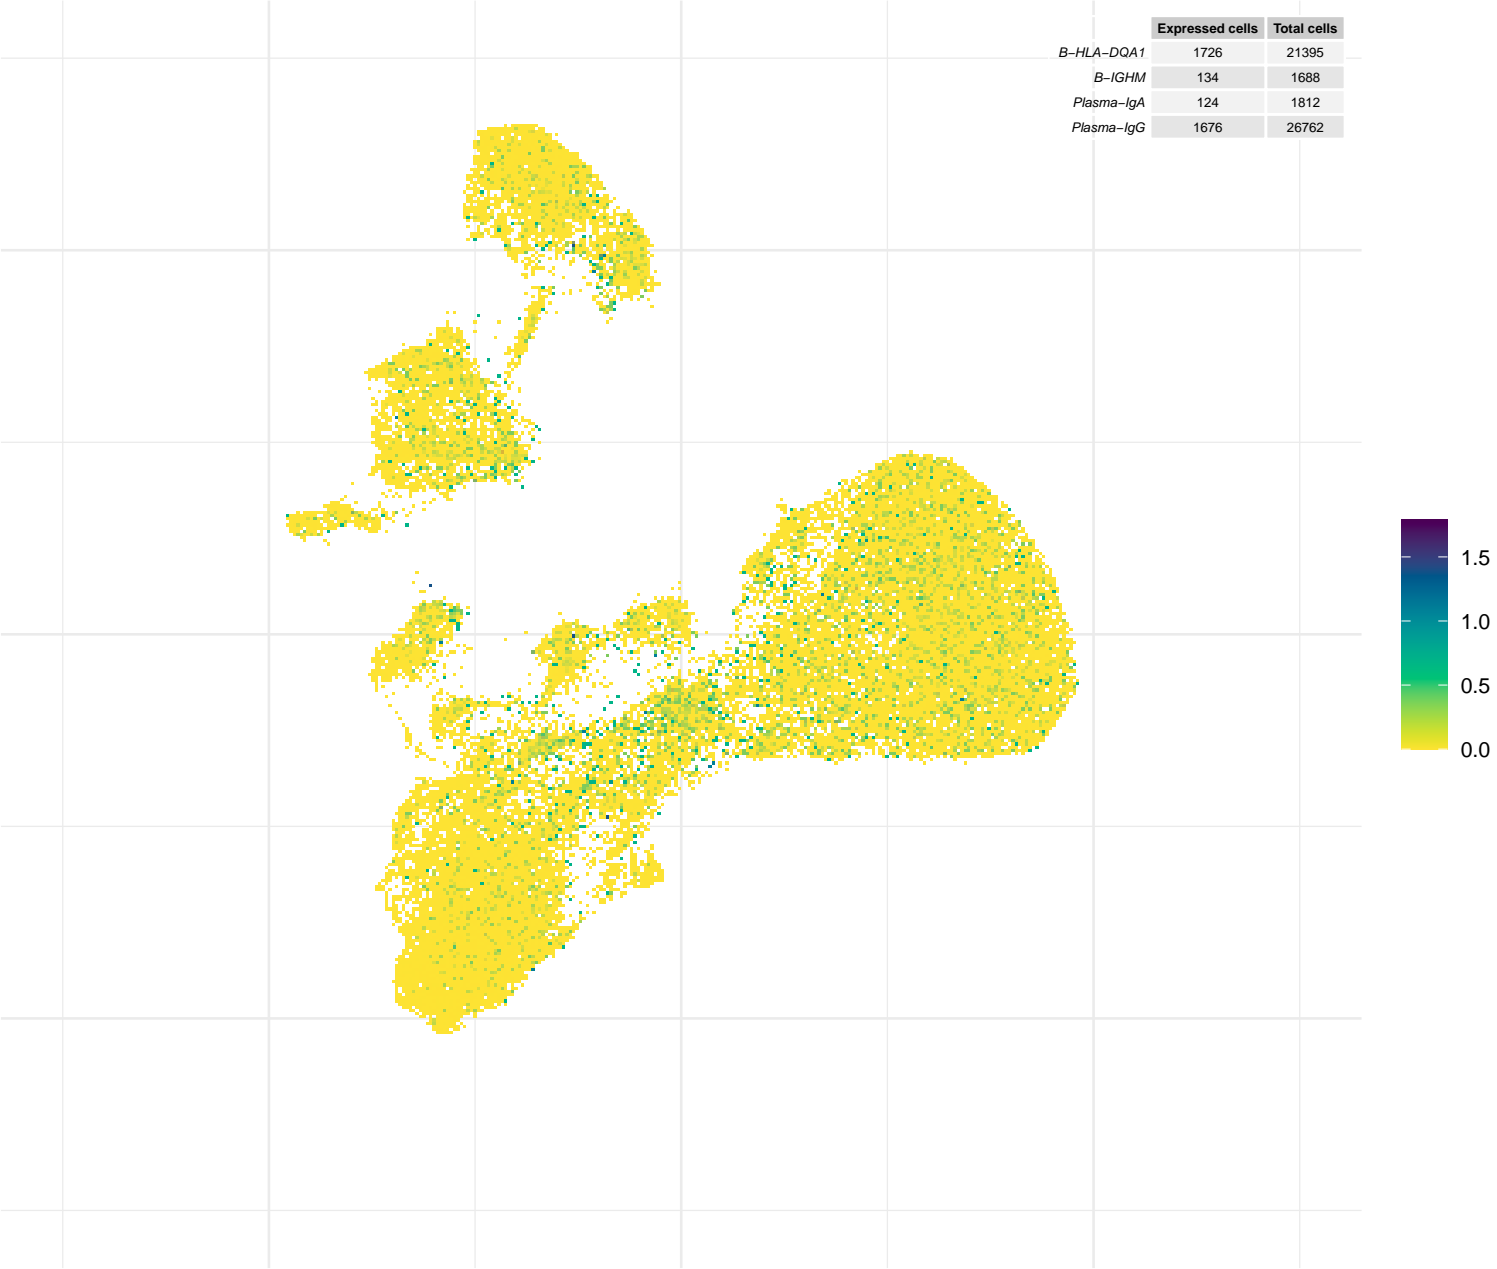 Expressed cells Total cells
B−HLA−DQA1 1726 21395
B−IGHM 134 1688
Plasma−IgA 124 1812
Plasma−IgG 1676 26762
1.5
1.0
0.5
0.0